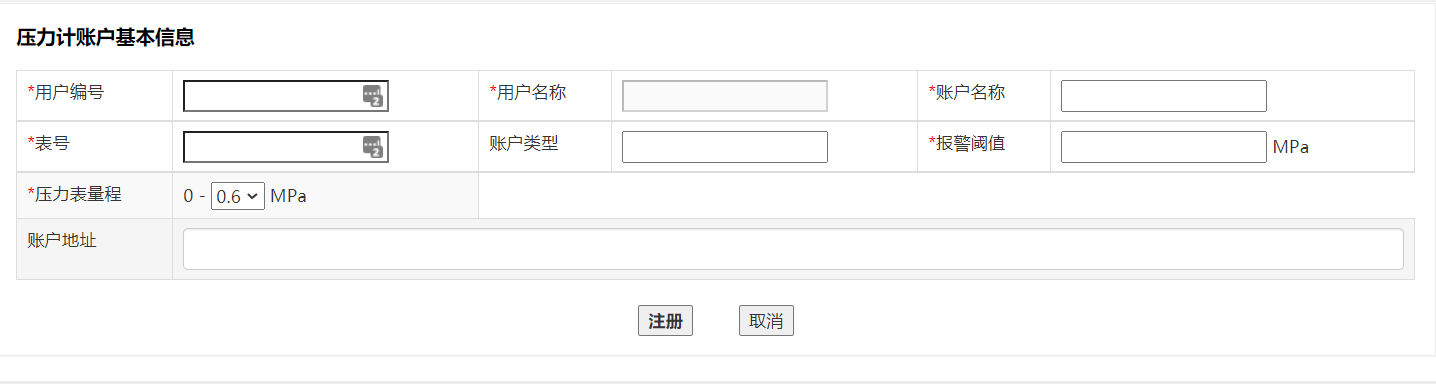 压力计账户基本信息
*用户编号 *用户名称 *账户名称
*表号 账户类型 *报警阈值 MPa
*压力表量程 0 - 0.6 MPa
账户地址
注册 取消